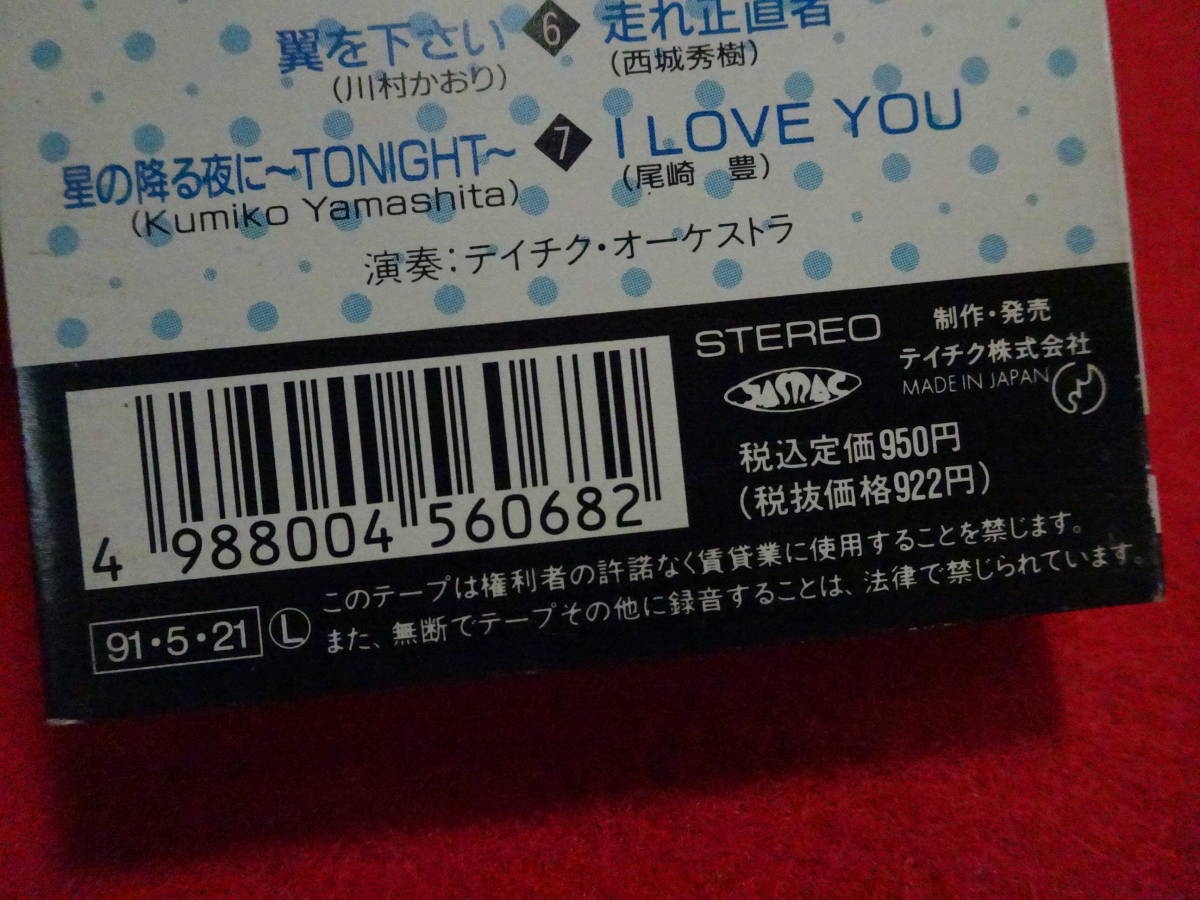 翼を下さい 6 走れ正直者
(川村かおり) (西城秀樹)
星の降る夜に～TONIGHT～ 7 I LOVE YOU
(Kumiko Yamashita) (尾崎 豊)
演奏:テイチク・オーケストラ
STEREO 制作・発売
テイチク株式会社
JASRAC MADE IN JAPAN
税込定価950円
(税抜価格922円)
4 988004 560682
このテープは権利者の許諾なく賃貸業に使用することを禁じます。
また、無断でテープその他に録音することは、法律で禁じられています。
91・5・21 L